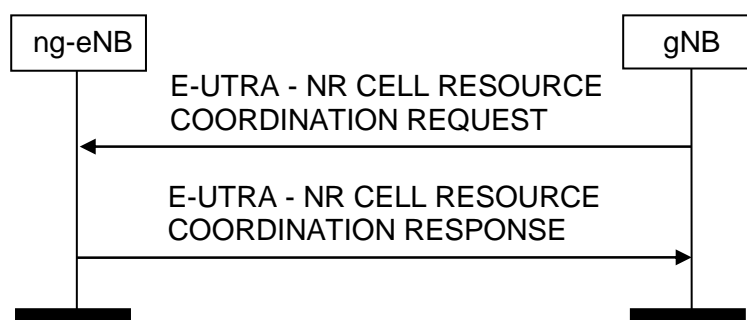 ng-eNB
gNB
E-UTRA - NR CELL RESOURCE
COORDINATION REQUEST
E-UTRA - NR CELL RESOURCE
COORDINATION RESPONSE